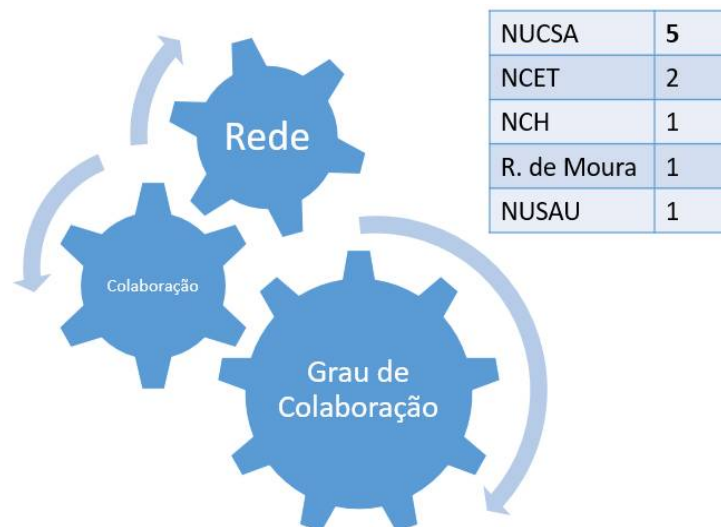 Rede
Colaboração
Grau de
Colaboração
NUCSA 5
NCET 2
NCH 1
R. de Moura 1
NUSAU 1